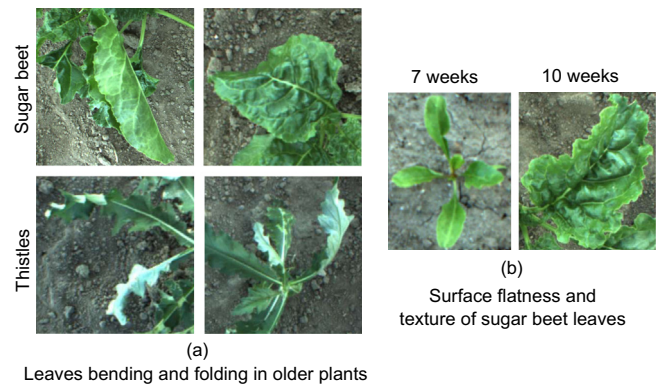 Sugar beet
Thistles
(a)
Leaves bending and folding in older plants
7 weeks
10 weeks
(b)
Surface flatness and
texture of sugar beet leaves